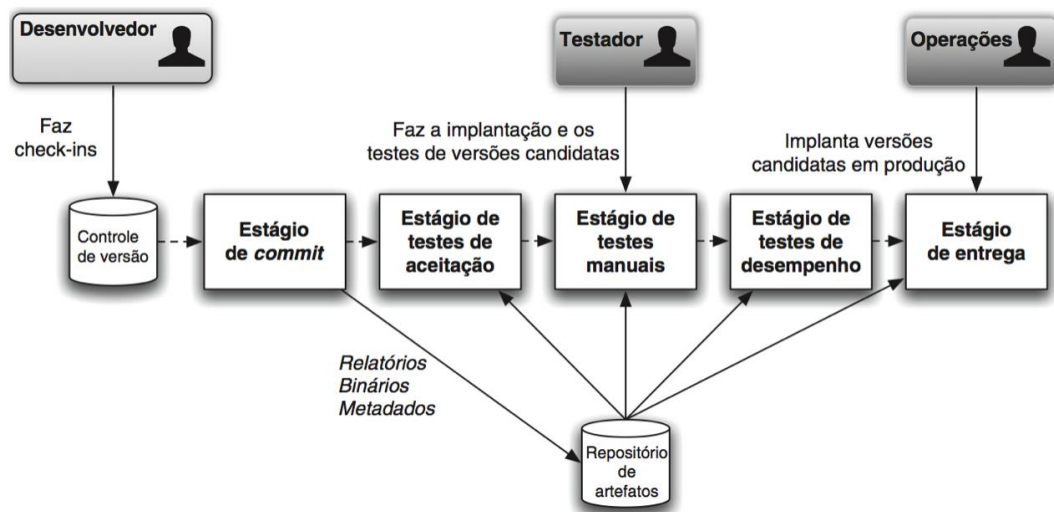 Desenvolvedor
Testador
Operações
Faz
check-ins
Faz a implantação e os
testes de versões candidatas
Implanta versões
candidatas em produção
Controle
de versão
Estágio
de commit
Estágio de
testes de
aceitação
Estágio de
testes
manuais
Estágio de
testes de
desempenho
Estágio
de entrega
Relatórios
Binários
Metadados
Repositório
de
artefatos